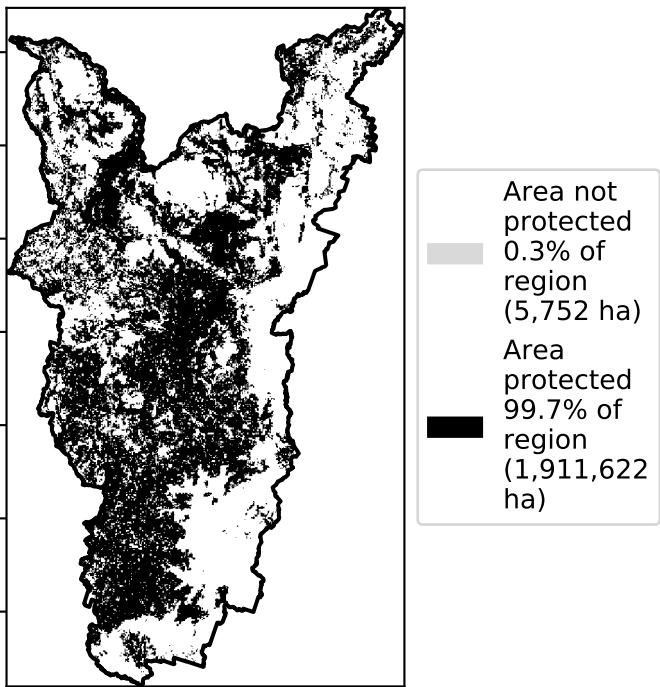 Area not
protected
0.3% of
region
(5,752 ha)
Area
protected
99.7% of
region
(1,911,622
ha)